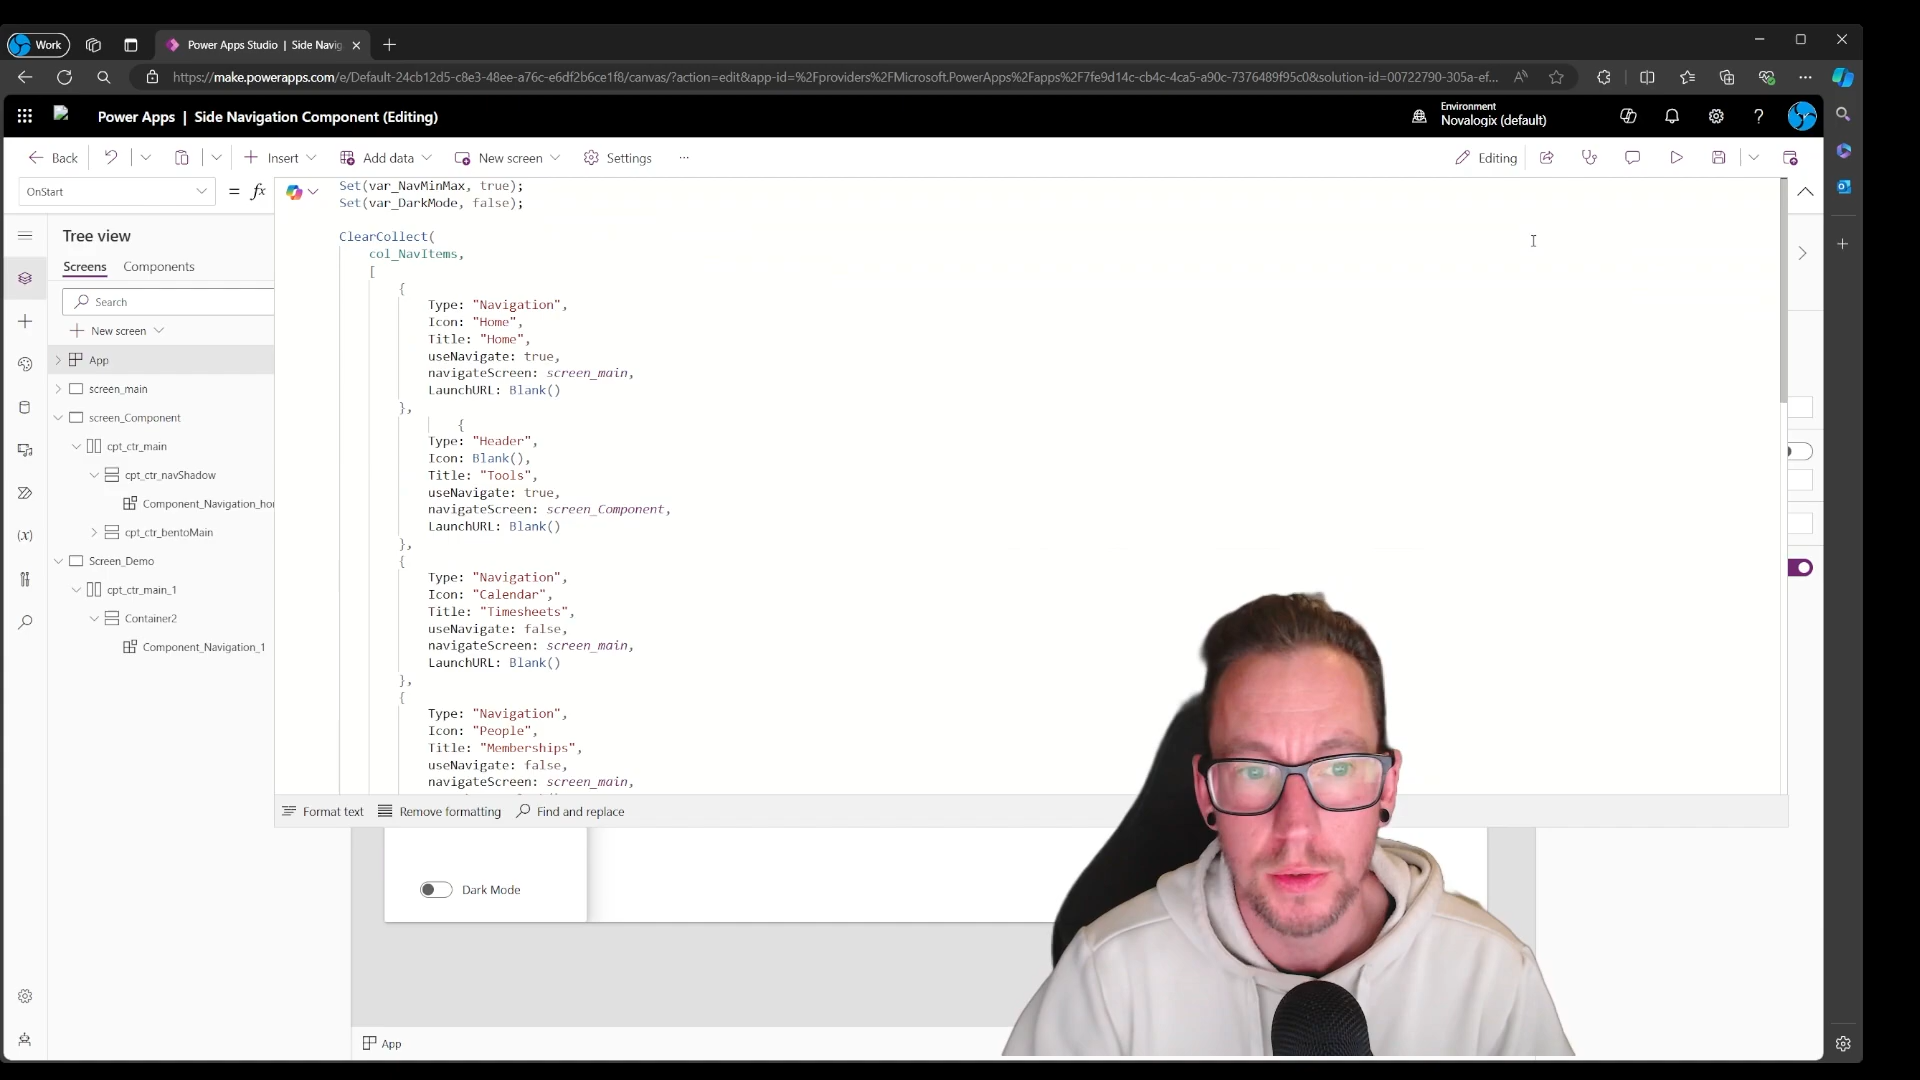 Work
Power Apps Studio | Side Navig
https://make.powerapps.com/e/Default-24cb12d5-c8e3-48ee-a76c-e6df2b6ce1f8/canvas/?action=edit&app-id=%2Fproviders%2FMicrosoft.PowerApps%2Fapps%2F7fe9d14c-cb4c-4ca5-a90c-7376489f95c0&solution-id=00722790-305a-ef...
Power Apps | Side Navigation Component (Editing)
Environment
Novalogix (default)
Back
Insert
Add data
New screen
Settings
...
Editing
OnStart
= fx
Set(var_NavMinMax, true);
Set(var_DarkMode, false);
ClearCollect(
col_NavItems,
[
{
Type: "Navigation",
Icon: "Home",
Title: "Home",
useNavigate: true,
navigateScreen: screen_main,
LaunchURL: Blank()
},
{
Type: "Header",
Icon: Blank(),
Title: "Tools",
useNavigate: true,
navigateScreen: screen_Component,
LaunchURL: Blank()
},
{
Type: "Navigation",
Icon: "Calendar",
Title: "Timesheets",
useNavigate: false,
navigateScreen: screen_main,
LaunchURL: Blank()
},
{
Type: "Navigation",
Icon: "People",
Title: "Memberships",
useNavigate: false,
navigateScreen: screen_main,
Format text
Remove formatting
Find and replace
Tree view
Screens
Components
Search
New screen
App
screen_main
screen_Component
cpt_ctr_main
cpt_ctr_navShadow
Component_Navigation_ho
cpt_ctr_bentoMain
Screen_Demo
cpt_ctr_main_1
Container2
Component_Navigation_1
Dark Mode
App